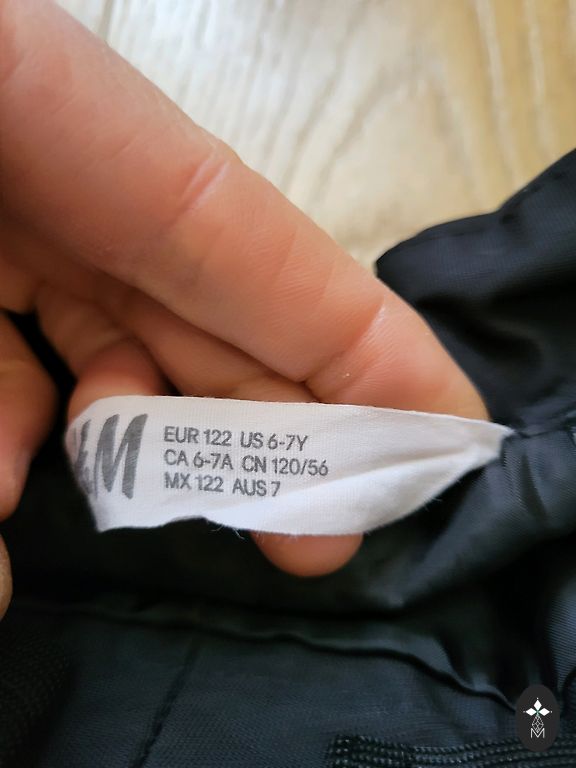 &M
EUR 122 US 6-7Y
CA 6-7A CN 120/56
MX 122 AUS 7
M